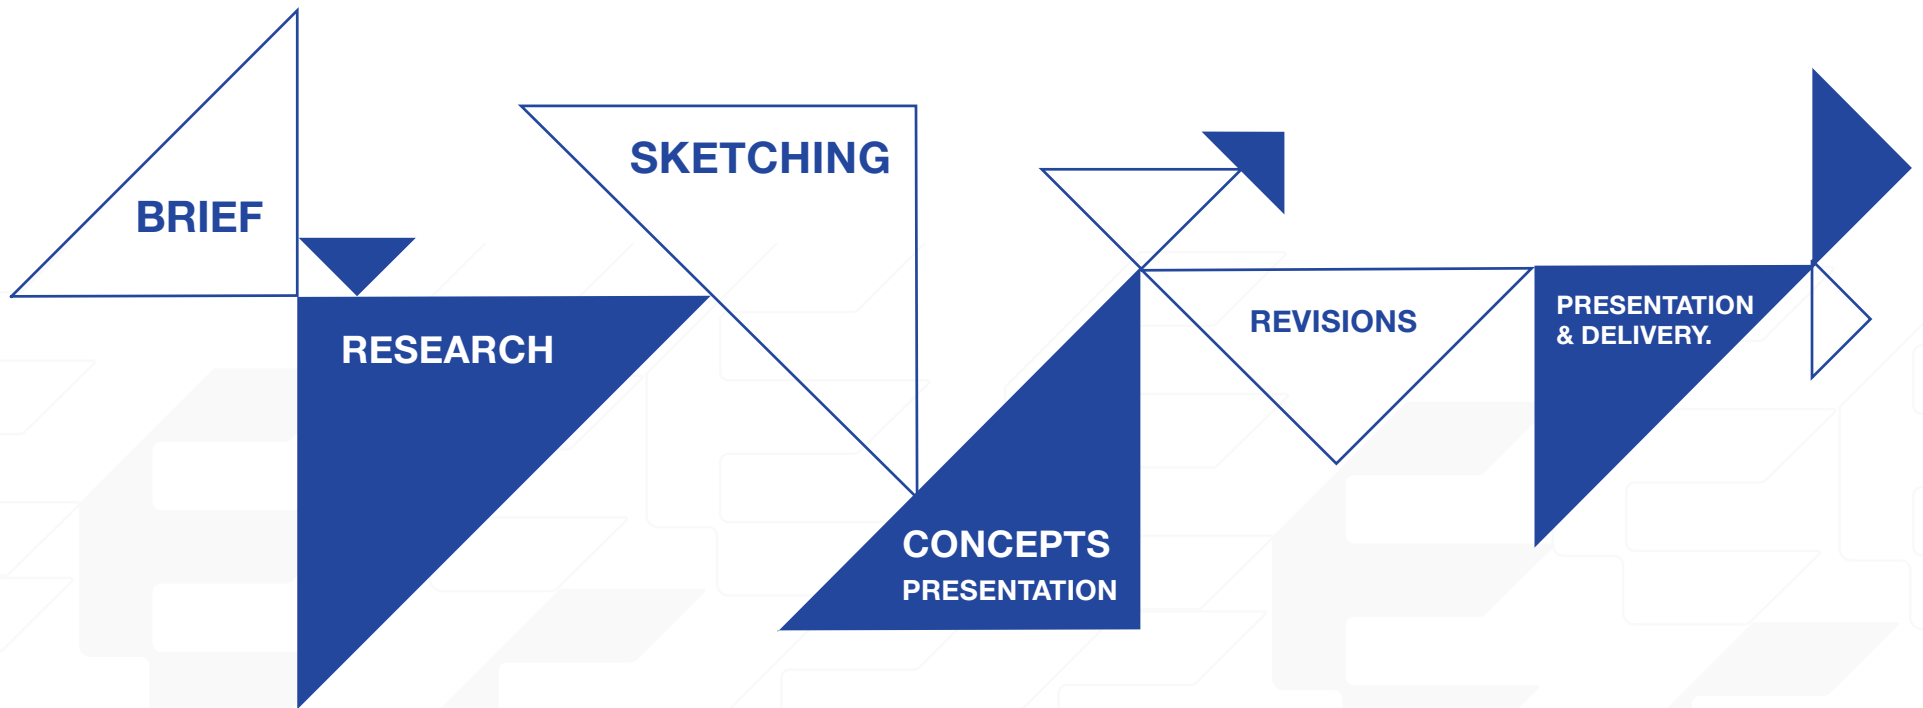 BRIEF
RESEARCH
SKETCHING
CONCEPTS
PRESENTATION
REVISIONS
PRESENTATION
& DELIVERY.